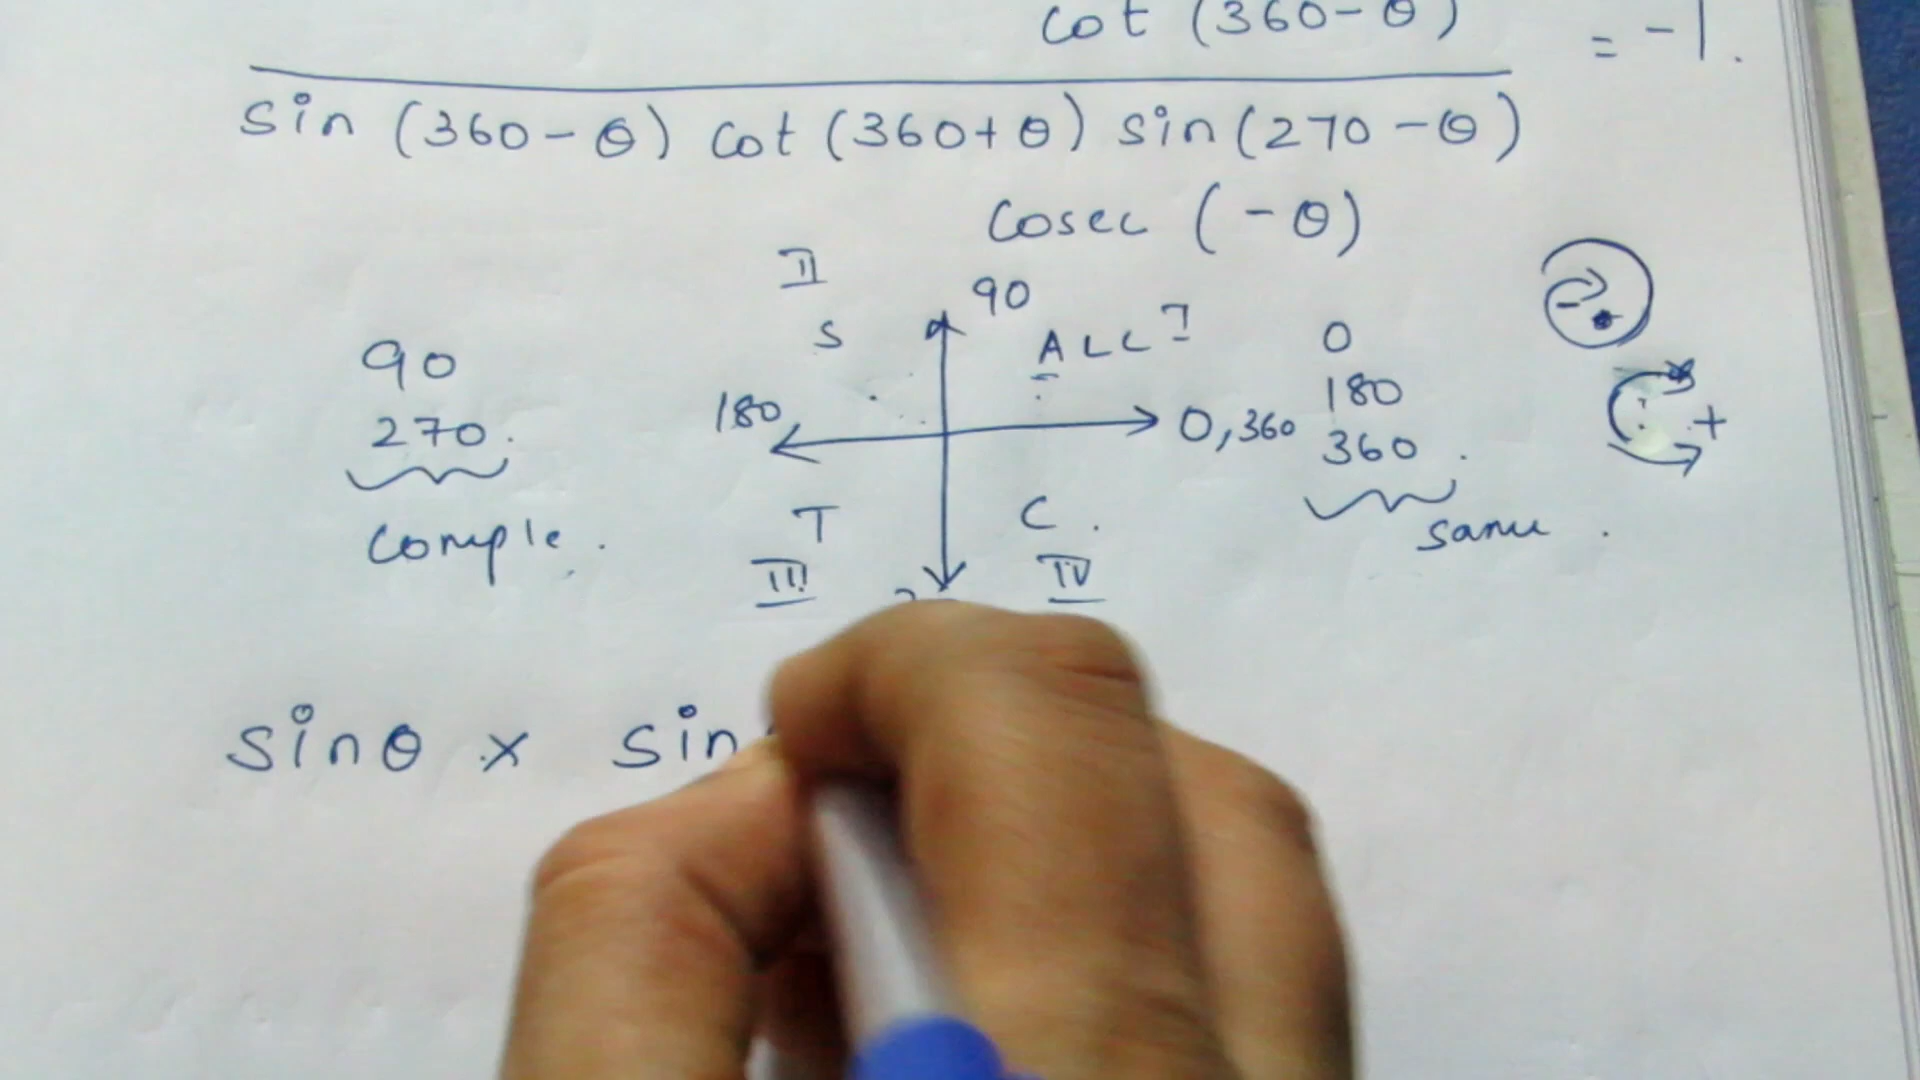 cot (360-θ)
= -1.
sin (360-θ) cot (360+θ) sin (270-θ)
cosec (-θ)
II
90
S
ALL I
0
90
180
180
0,360
270.
360.
+
-
T
C.
comple.
same.
III
IV
sinθ × sin